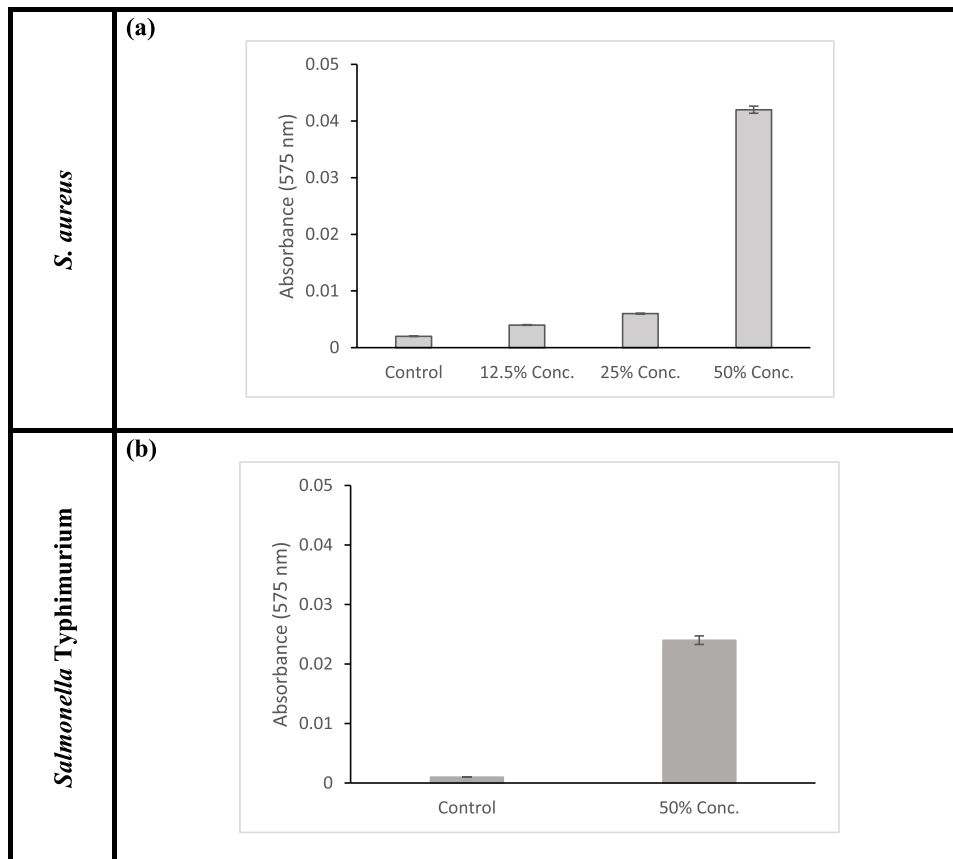 (a)
S. aureus
Absorbance (575 nm)
0.05
0.04
0.03
0.02
0.01
0
Control 12.5% Conc. 25% Conc. 50% Conc.
(b)
Salmonella Typhimurium
Absorbance (575 nm)
0.05
0.04
0.03
0.02
0.01
0
Control 50% Conc.